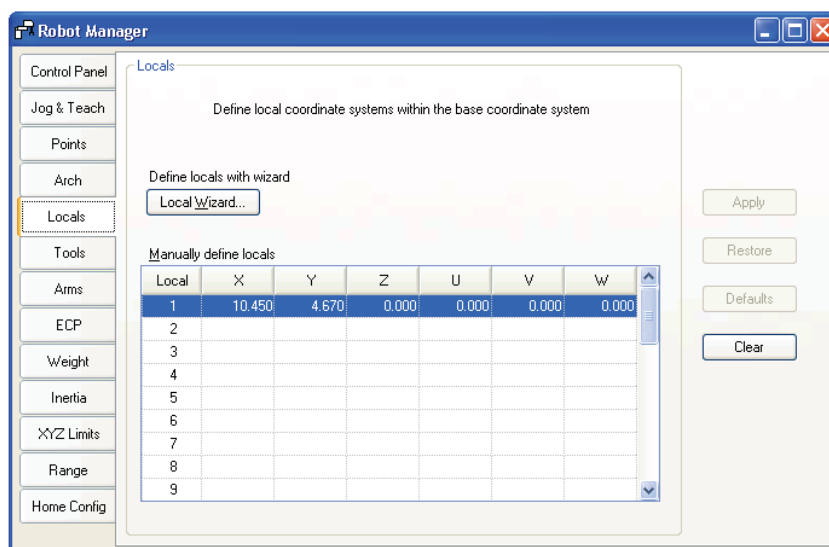 Robot Manager
Control Panel
Jog & Teach
Points
Arch
Locals
Tools
Arms
ECP
Weight
Inertia
XYZ Limits
Range
Home Config
Locals
Define local coordinate systems within the base coordinate system
Define locals with wizard
Local Wizard...
Manually define locals
Local X Y Z U V W
1 10.450 4.670 0.000 0.000 0.000 0.000
2
3
4
5
6
7
8
9
Apply
Restore
Defaults
Clear